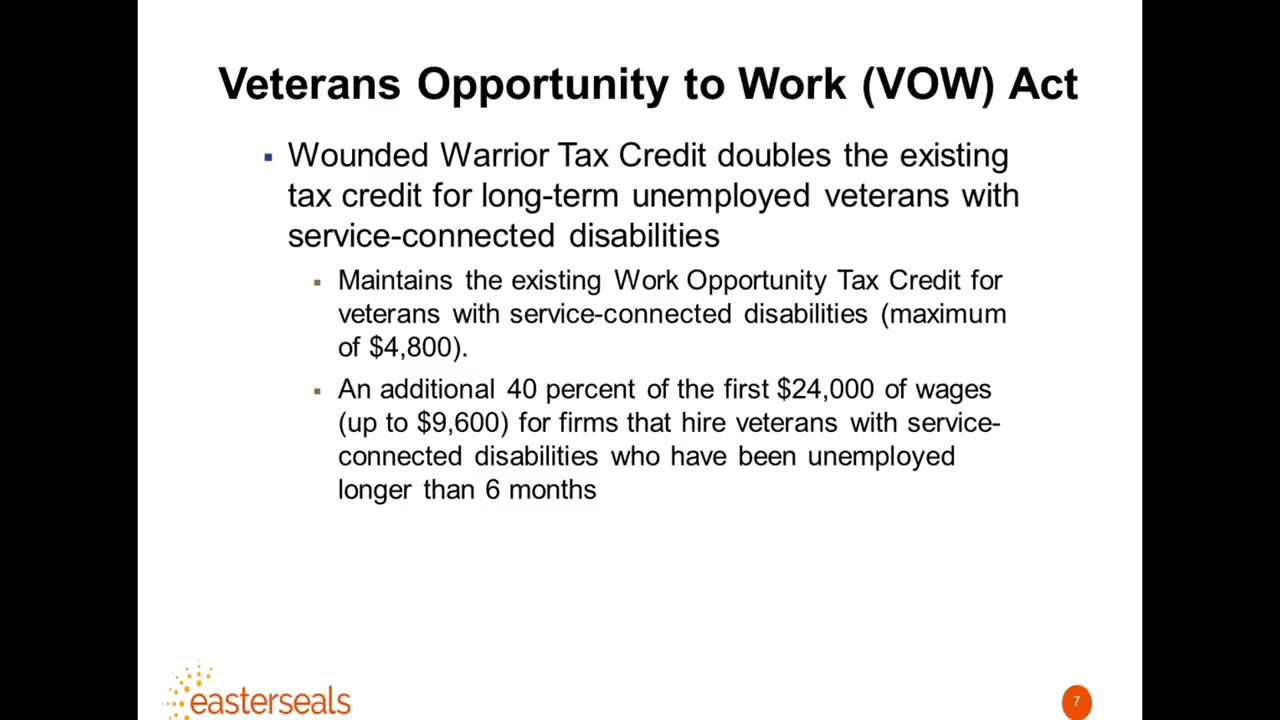 Veterans Opportunity to Work (VOW) Act
Wounded Warrior Tax Credit doubles the existing
tax credit for long-term unemployed veterans with
service-connected disabilities
Maintains the existing Work Opportunity Tax Credit for
veterans with service-connected disabilities (maximum
of $4,800).
An additional 40 percent of the first $24,000 of wages
(up to $9,600) for firms that hire veterans with service-
connected disabilities who have been unemployed
longer than 6 months
easterseals
7